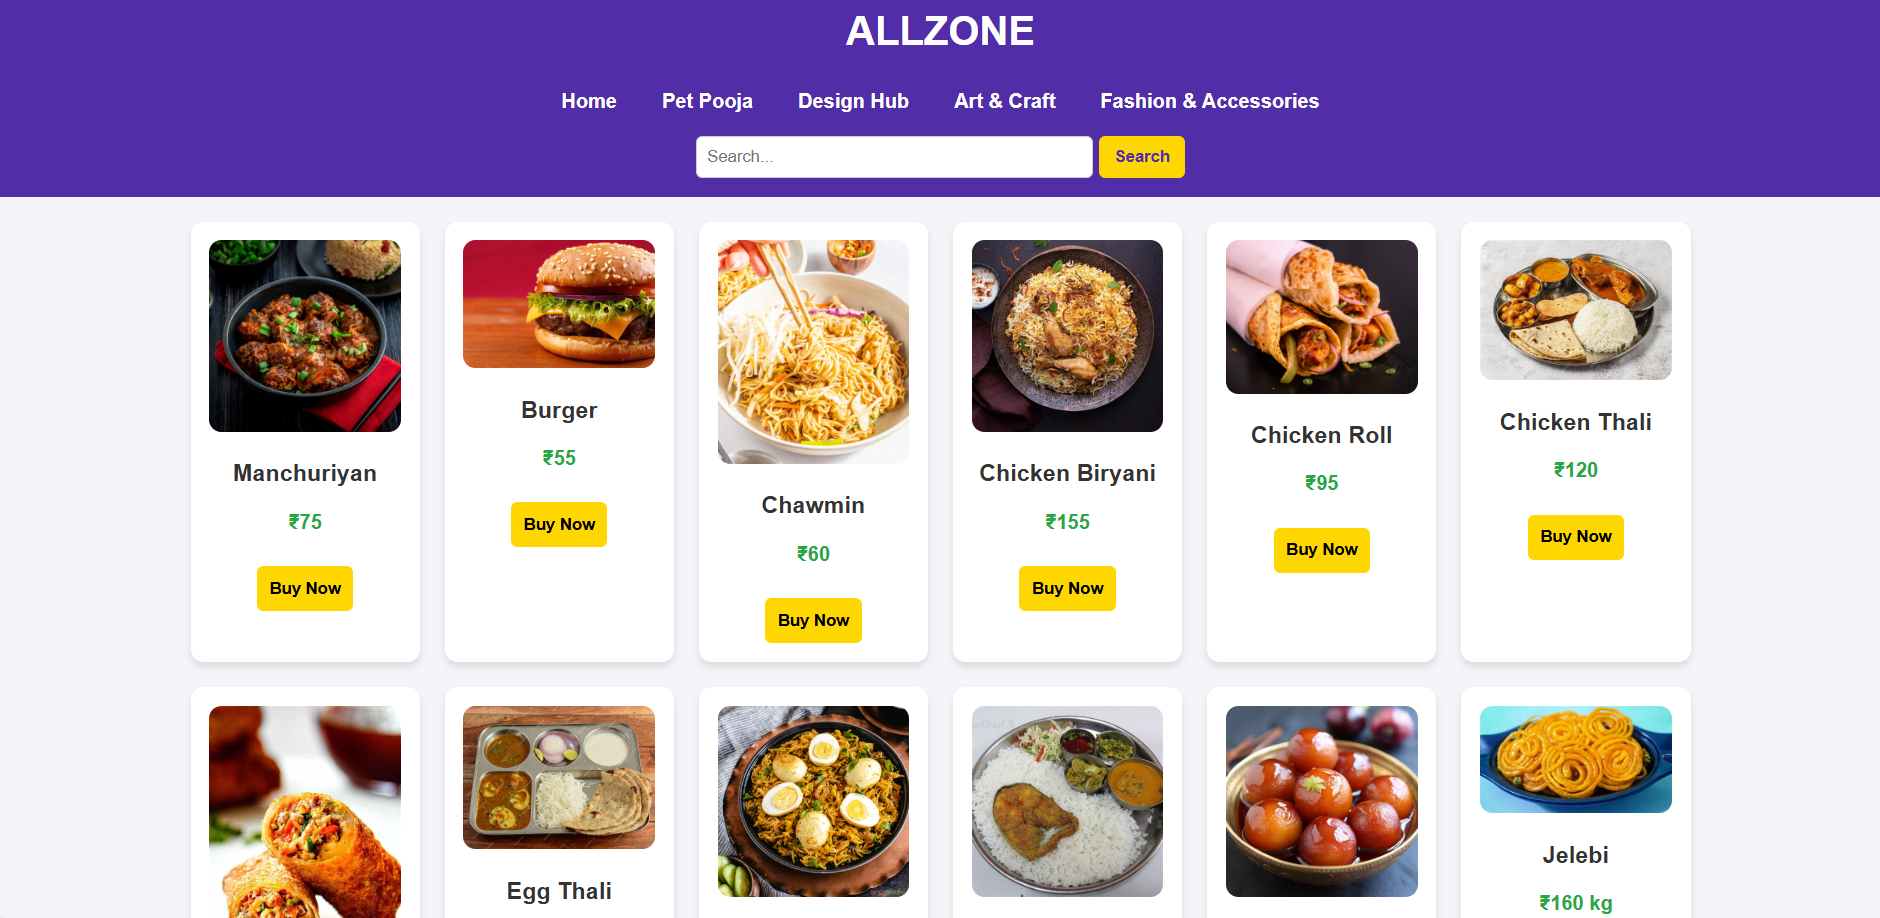 ALLZONE
Home Pet Pooja Design Hub Art & Craft Fashion & Accessories
Search... Search
Manchuriyan
₹75
Buy Now
Burger
₹55
Buy Now
Chawmin
₹60
Buy Now
Chicken Biryani
₹155
Buy Now
Chicken Roll
₹95
Buy Now
Chicken Thali
₹120
Buy Now
Egg Thali
Jelebi
₹160 kg